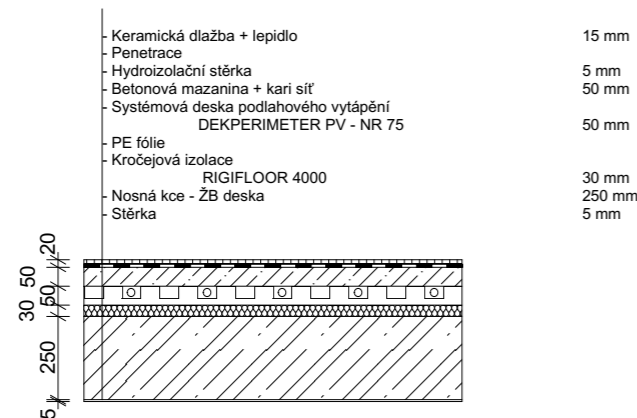 Keramická dlažba + lepidlo 15 mm
Penetrace
Hydroizolační stěrka 5 mm
Betonová mazanina + kari síť 50 mm
Systémová deska podlahového vytápění
DEKPERIMETER PV - NR 75 50 mm
PE fólie
Kročejová izolace
RIGIFLOOR 4000 30 mm
Nosná kce - ŽB deska 250 mm
Stěrka 5 mm
20
50
50
30
250
5